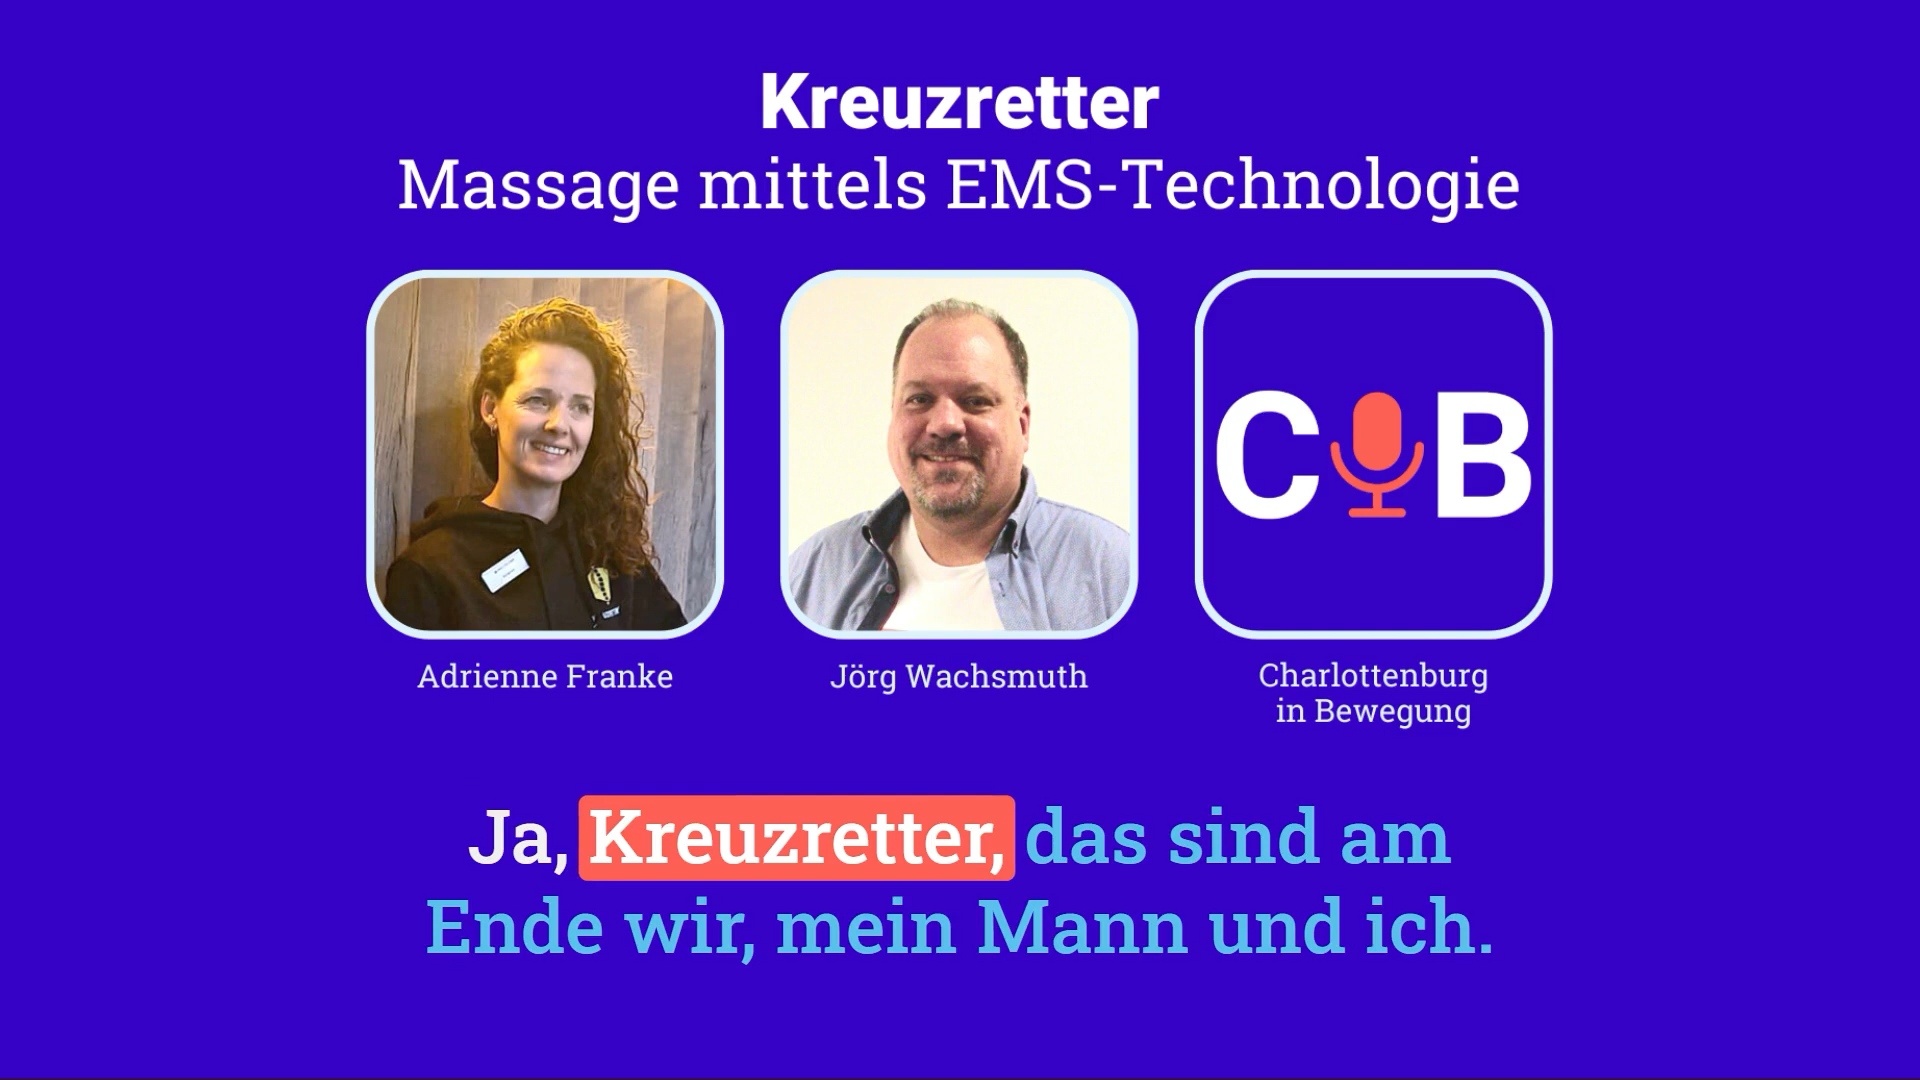 Kreuzretter
Massage mittels EMS-Technologie
C B
Adrienne Franke
Jörg Wachsmuth
Charlottenburg
in Bewegung
Ja, Kreuzretter, das sind am
Ende wir, mein Mann und ich.